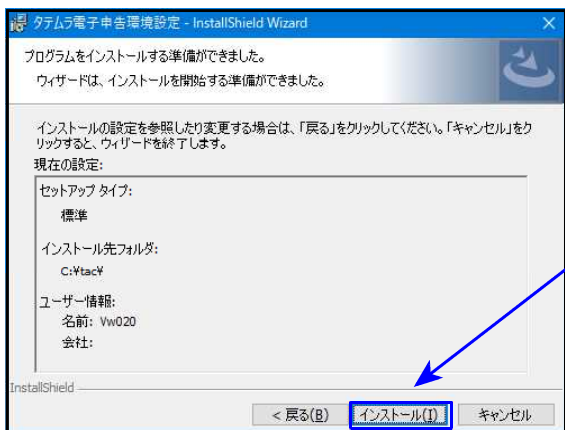 タテムラ電子申告環境設定 - InstallShield Wizard
プログラムをインストールする準備ができました。
ウィザードは、インストールを開始する準備ができました。
インストールの設定を参照したり変更する場合は、「戻る」をクリックしてください。「キャンセル」をク
リックすると、ウィザードを終了します。
現在の設定:
セットアップ タイプ:
標準
インストール先フォルダ:
C:¥tac¥
ユーザー情報:
名前: Vw020
会社:
InstallShield
< 戻る(B) インストール(I) キャンセル